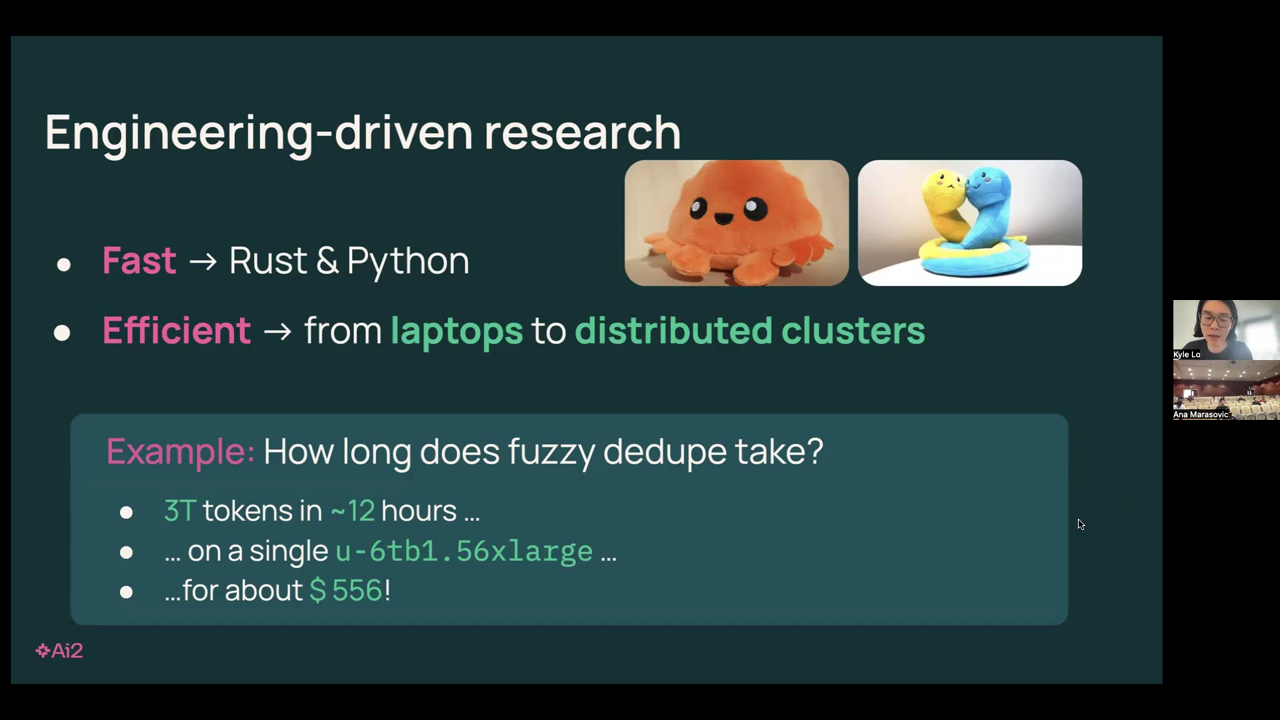 Engineering-driven research
● Fast → Rust & Python
● Efficient → from laptops to distributed clusters
Example: How long does fuzzy dedupe take?
● 3T tokens in ~12 hours …
● … on a single u-6tb1.56xlarge …
● …for about $556!
Ai2
Kyle Lo
Ana Marasovic